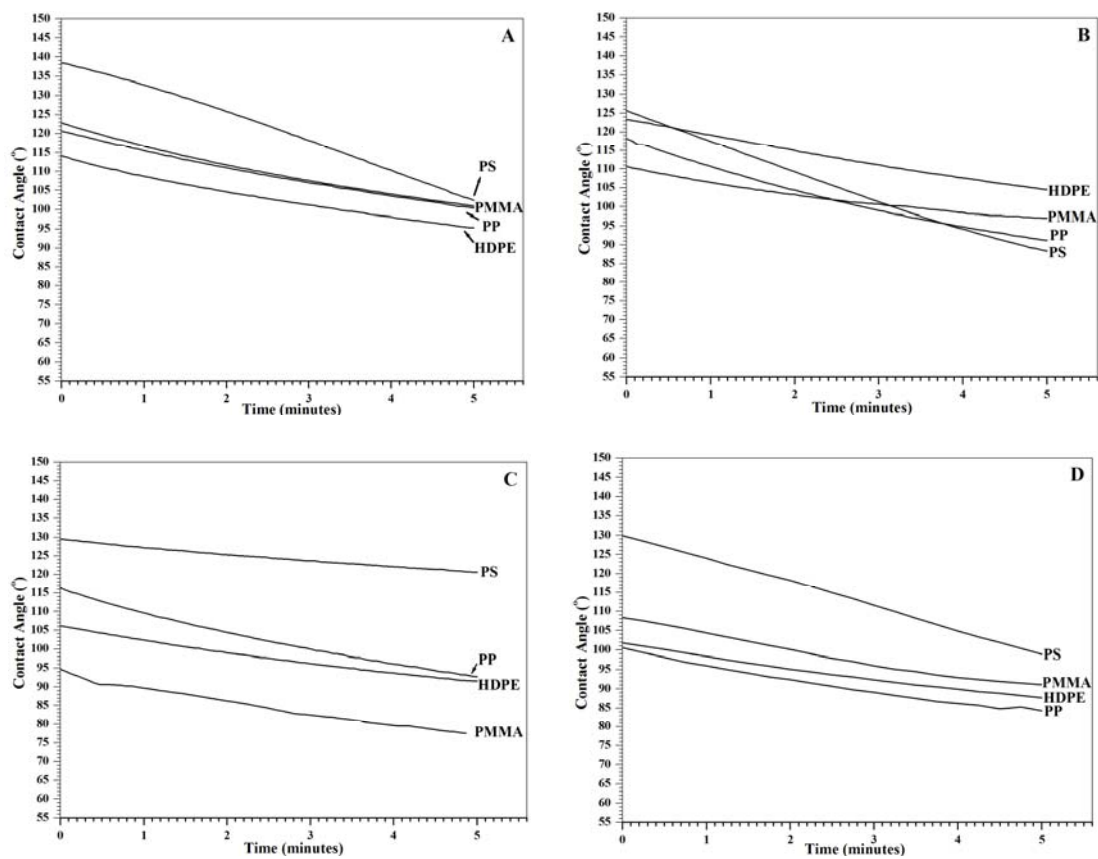 A
150
145
140
135
130
125
120
115
110
105
100
95
90
85
80
75
70
65
60
55
Contact Angle (°)
PS
PMMA
PP
HDPE
0 1 2 3 4 5
Time (minutes)
B
150
145
140
135
130
125
120
115
110
105
100
95
90
85
80
75
70
65
60
55
Contact Angle (°)
HDPE
PMMA
PP
PS
0 1 2 3 4 5
Time (minutes)
C
150
145
140
135
130
125
120
115
110
105
100
95
90
85
80
75
70
65
60
55
Contact Angle (°)
PS
PP
HDPE
PMMA
0 1 2 3 4 5
Time (minutes)
D
150
145
140
135
130
125
120
115
110
105
100
95
90
85
80
75
70
65
60
55
Contact Angle (°)
PS
PMMA
HDPE
PP
0 1 2 3 4 5
Time (minutes)